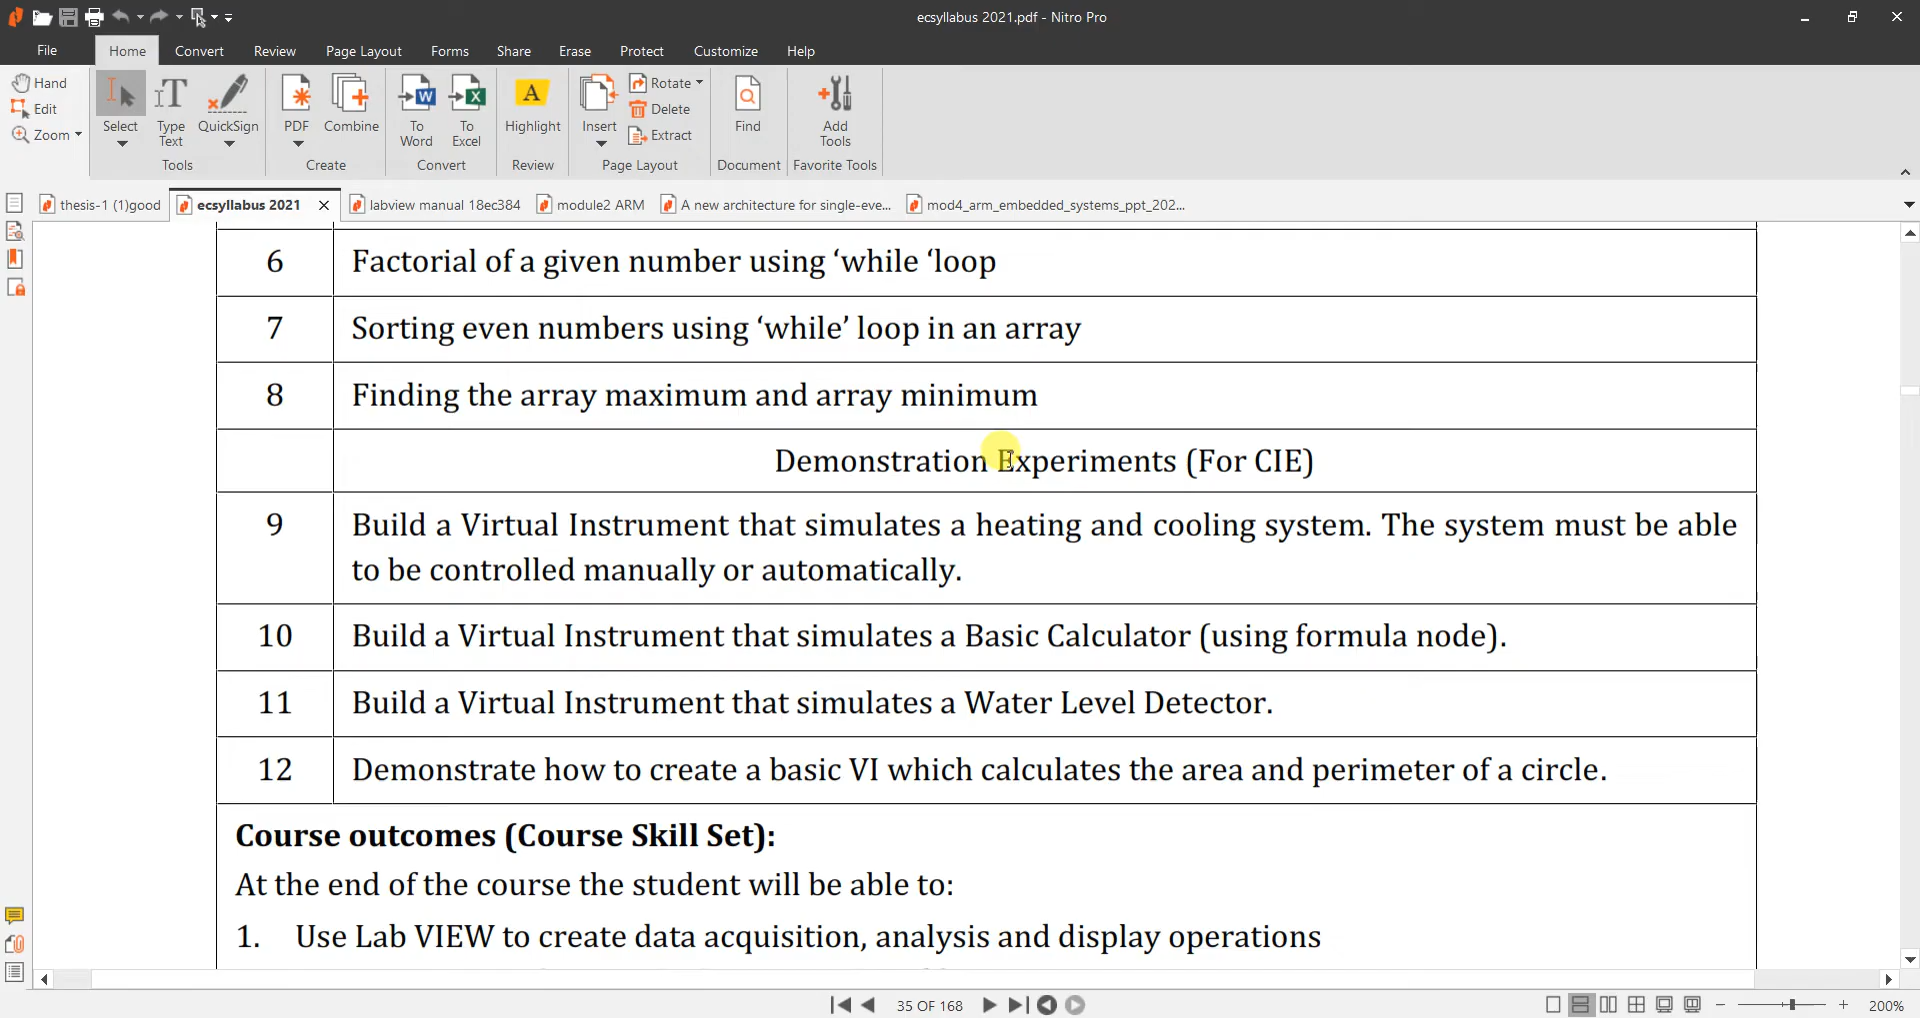 ecsyllabus 2021.pdf - Nitro Pro
File Home Convert Review Page Layout Forms Share Erase Protect Customize Help
Hand
Edit
Zoom
Select
Type
Text
QuickSign
Tools
PDF
Combine
Create
To
Word
To
Excel
Convert
Highlight
Review
Insert
Rotate
Delete
Extract
Page Layout
Find
Document
Add
Tools
Favorite Tools
thesis-1 (1)good ecsyllabus 2021 labview manual 18ec384 module2 ARM A new architecture for single-eve... mod4_arm_embedded_systems_ppt_202...
6 Factorial of a given number using ‘while ‘loop
7 Sorting even numbers using ‘while’ loop in an array
8 Finding the array maximum and array minimum
Demonstration Experiments (For CIE)
9 Build a Virtual Instrument that simulates a heating and cooling system. The system must be able
to be controlled manually or automatically.
10 Build a Virtual Instrument that simulates a Basic Calculator (using formula node).
11 Build a Virtual Instrument that simulates a Water Level Detector.
12 Demonstrate how to create a basic VI which calculates the area and perimeter of a circle.
Course outcomes (Course Skill Set):
At the end of the course the student will be able to:
1. Use Lab VIEW to create data acquisition, analysis and display operations
35 OF 168
200%